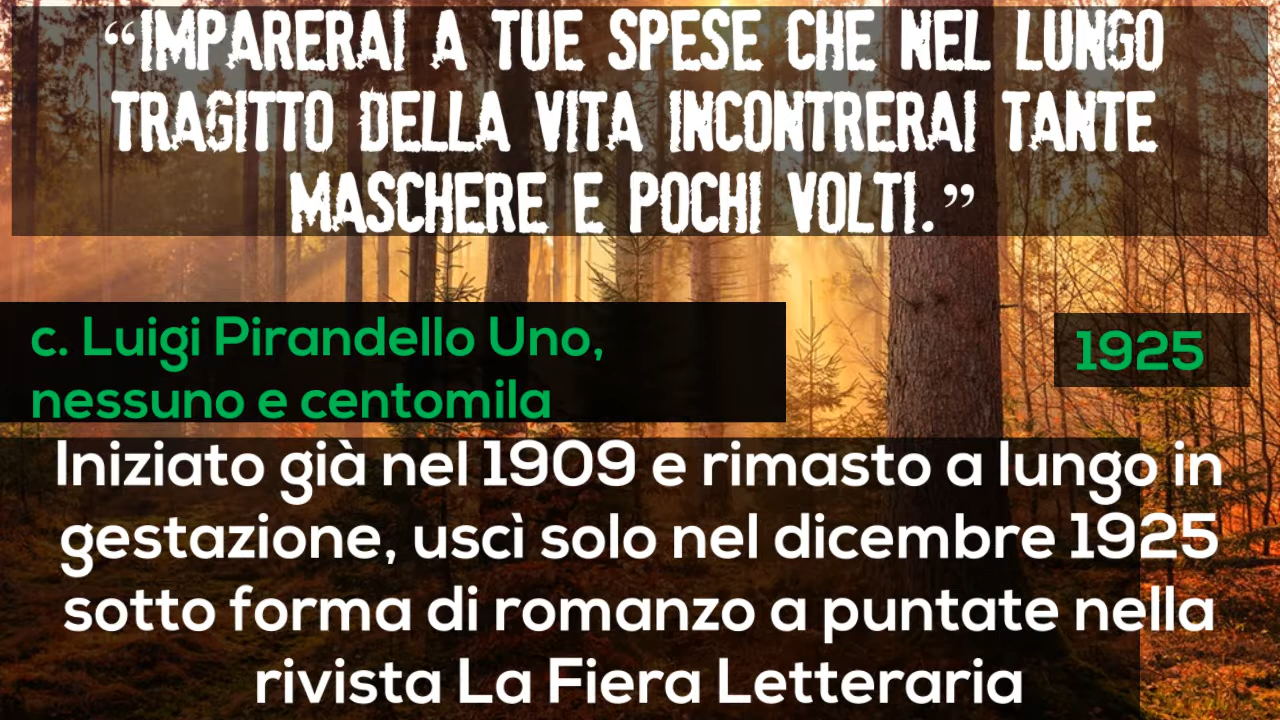 “IMPARERAI A TUE SPESE CHE NEL LUNGO
TRAGITTO DELLA VITA INCONTRERAI TANTE
MASCHERE E POCHI VOLTI.”
c. Luigi Pirandello Uno,
nessuno e centomila
1925
Iniziato già nel 1909 e rimasto a lungo in
gestazione, uscì solo nel dicembre 1925
sotto forma di romanzo a puntate nella
rivista La Fiera Letteraria